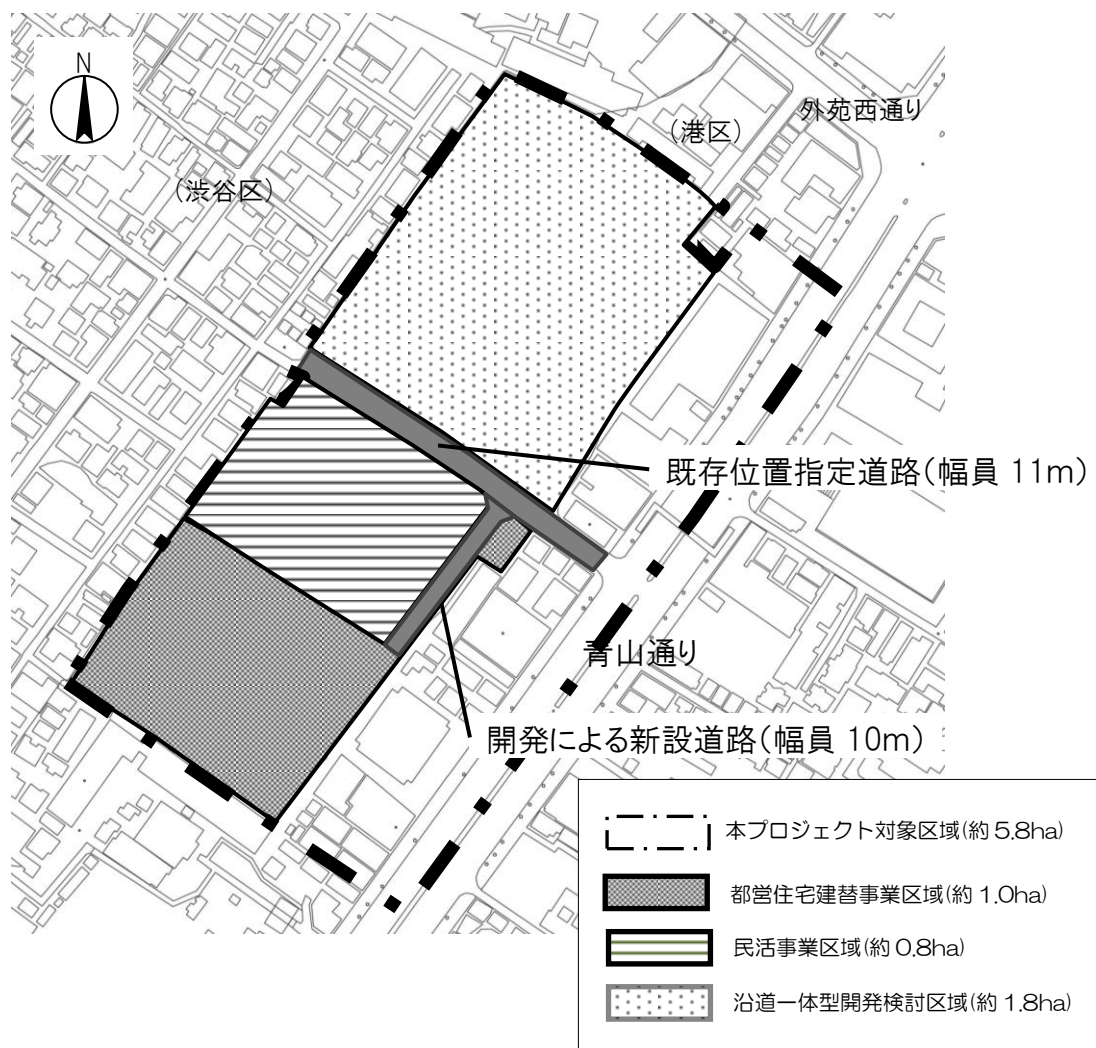 N
外苑西通り
(港区)
(渋谷区)
既存位置指定道路(幅員 11m)
青山通り
開発による新設道路(幅員 10m)
本プロジェクト対象区域(約 5.8ha)
都営住宅建替事業区域(約 1.0ha)
民活事業区域(約 0.8ha)
沿道一体型開発検討区域(約 1.8ha)